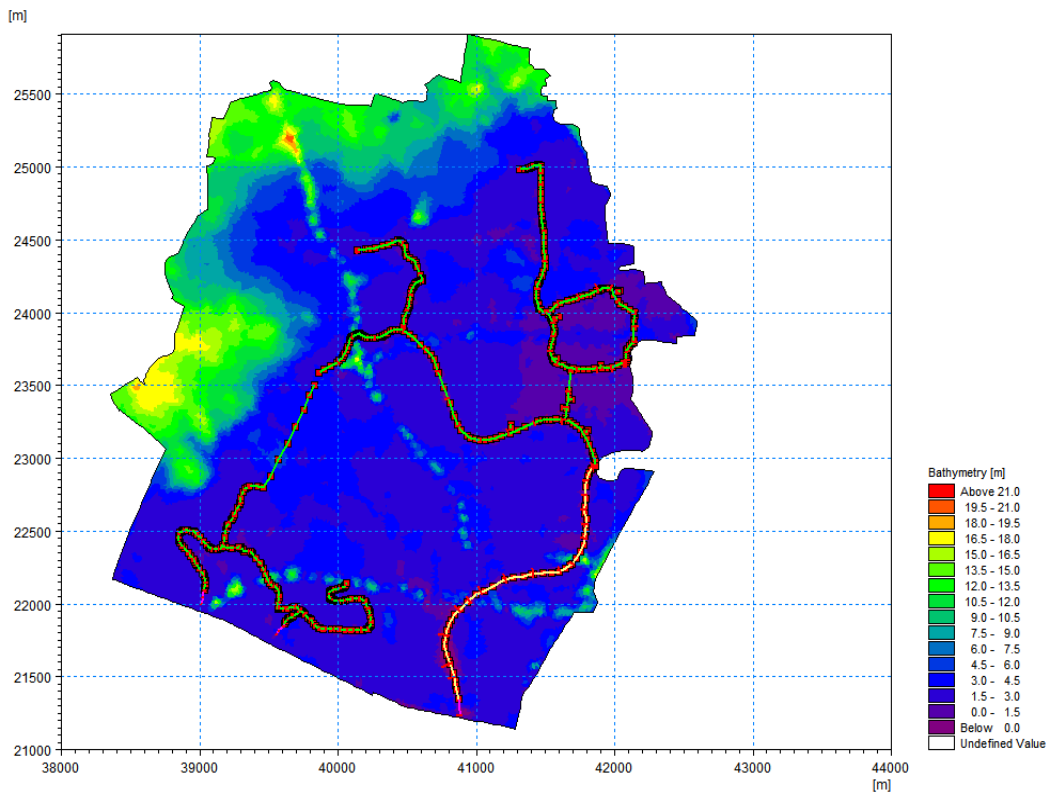 [m]
25500
25000
24500
24000
23500
23000
22500
22000
21500
21000
38000 39000 40000 41000 42000 43000 44000
[m]
Bathymetry [m]
Above 21.0
19.5 - 21.0
18.0 - 19.5
16.5 - 18.0
15.0 - 16.5
13.5 - 15.0
12.0 - 13.5
10.5 - 12.0
9.0 - 10.5
7.5 - 9.0
6.0 - 7.5
4.5 - 6.0
3.0 - 4.5
1.5 - 3.0
0.0 - 1.5
Below 0.0
Undefined Value